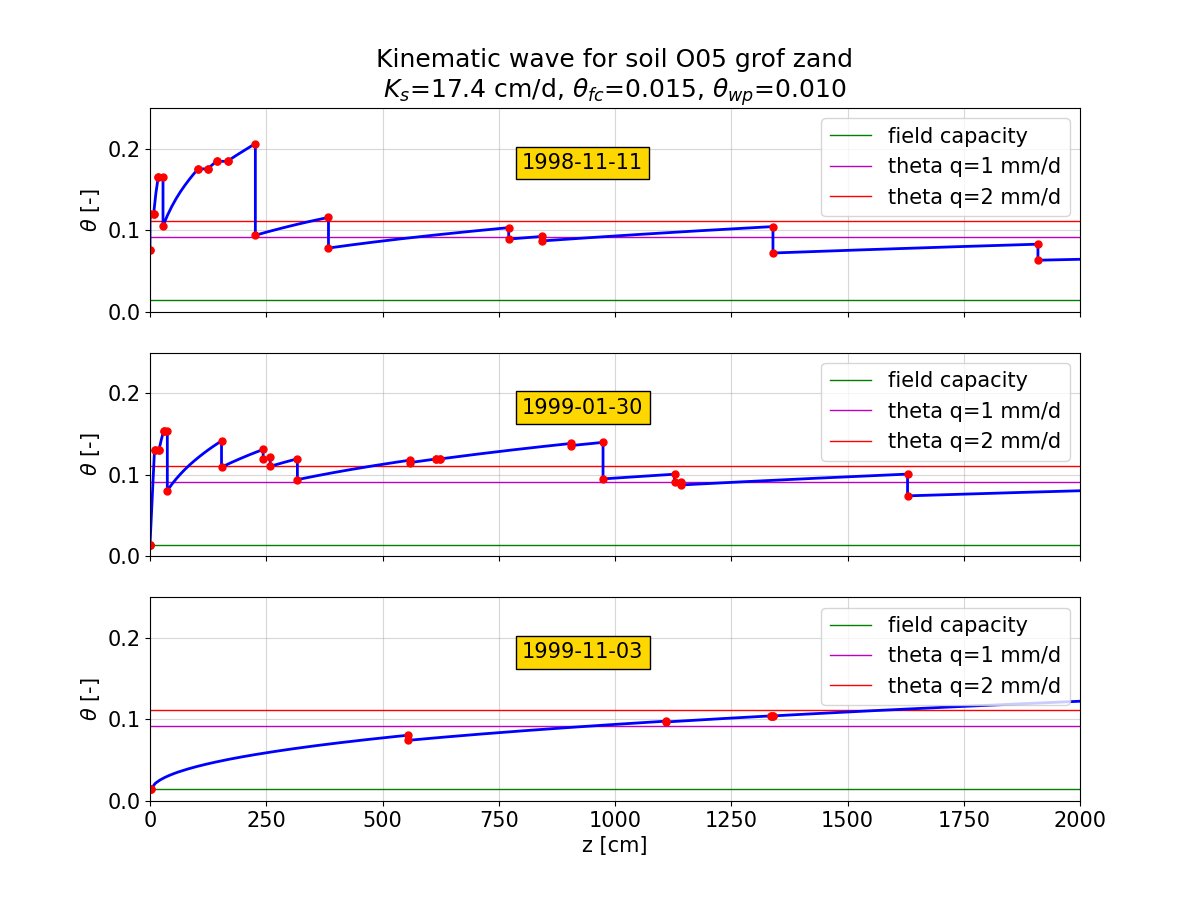 Kinematic wave for soil O05 grof zand
K_s=17.4 cm/d, θ_fc=0.015, θ_wp=0.010
0.2
0.1
0.0
θ [-]
1998-11-11
field capacity
theta q=1 mm/d
theta q=2 mm/d
0.2
0.1
0.0
θ [-]
1999-01-30
field capacity
theta q=1 mm/d
theta q=2 mm/d
0.2
0.1
0.0
θ [-]
1999-11-03
field capacity
theta q=1 mm/d
theta q=2 mm/d
0 250 500 750 1000 1250 1500 1750 2000
z [cm]